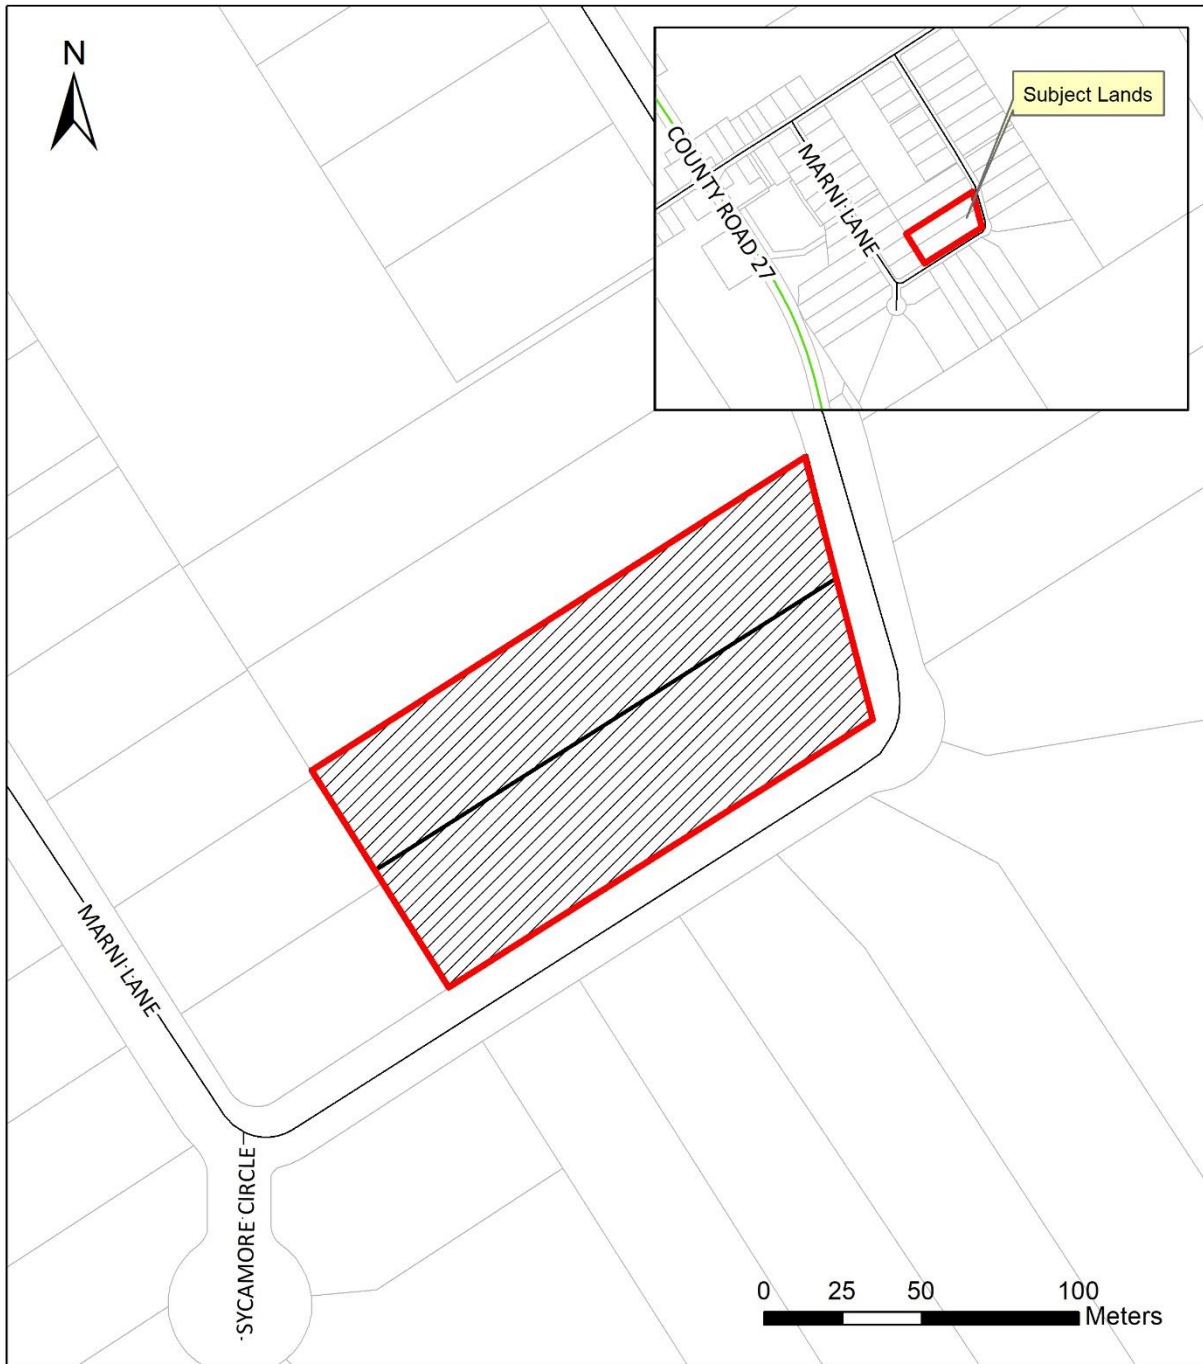 N
Subject Lands
COUNTY ROAD 27
MARNI LANE
MARNI LANE
SYCAMORE CIRCLE
0 25 50 100
Meters